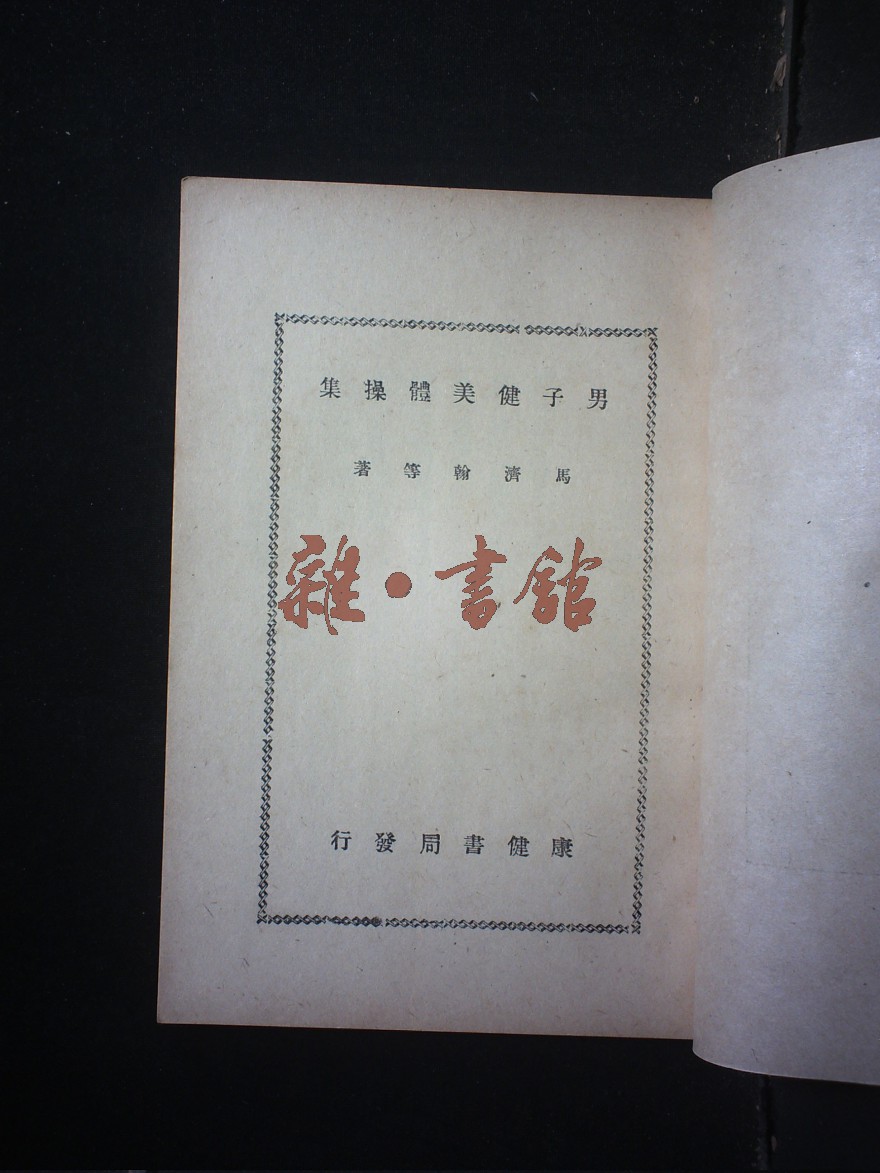 男子健美體操集
馬濟翰等著
雜·書館
康健書局發行